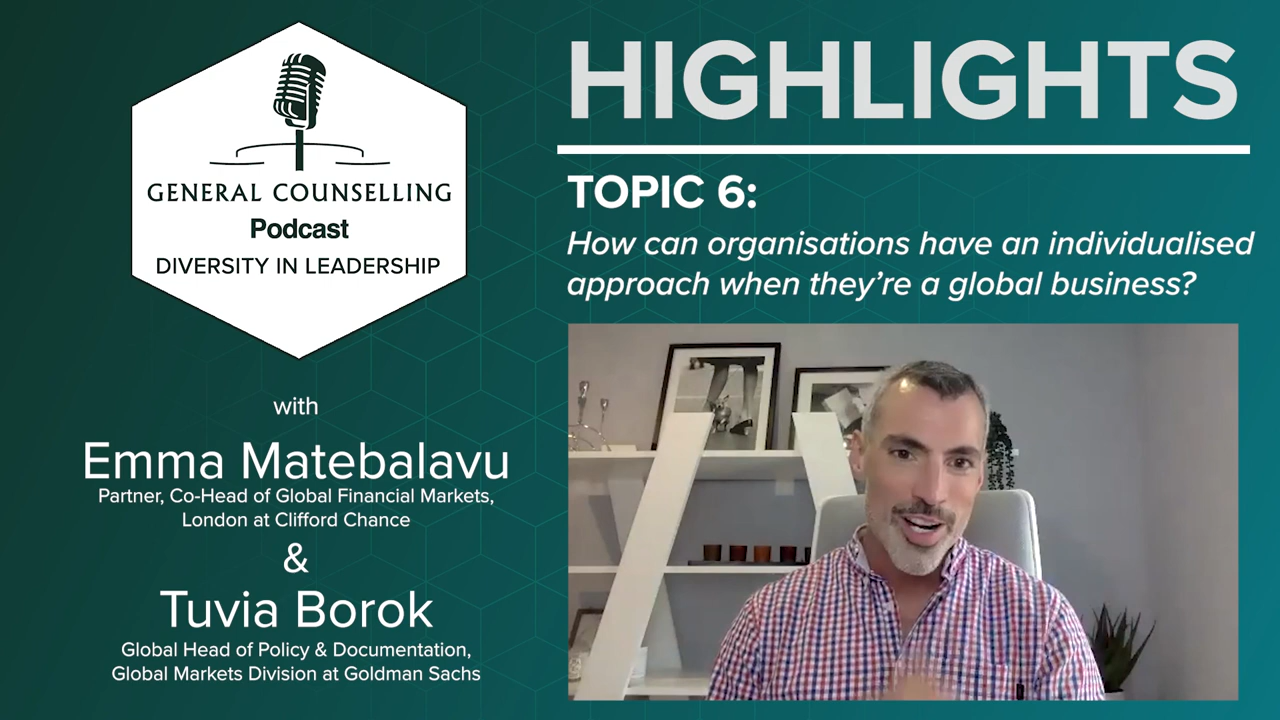 GENERAL COUNSELLING
Podcast
DIVERSITY IN LEADERSHIP
with
Emma Matebalavu
Partner, Co-Head of Global Financial Markets,
London at Clifford Chance
&
Tuvia Borok
Global Head of Policy & Documentation,
Global Markets Division at Goldman Sachs
HIGHLIGHTS
TOPIC 6:
How can organisations have an individualised
approach when they’re a global business?